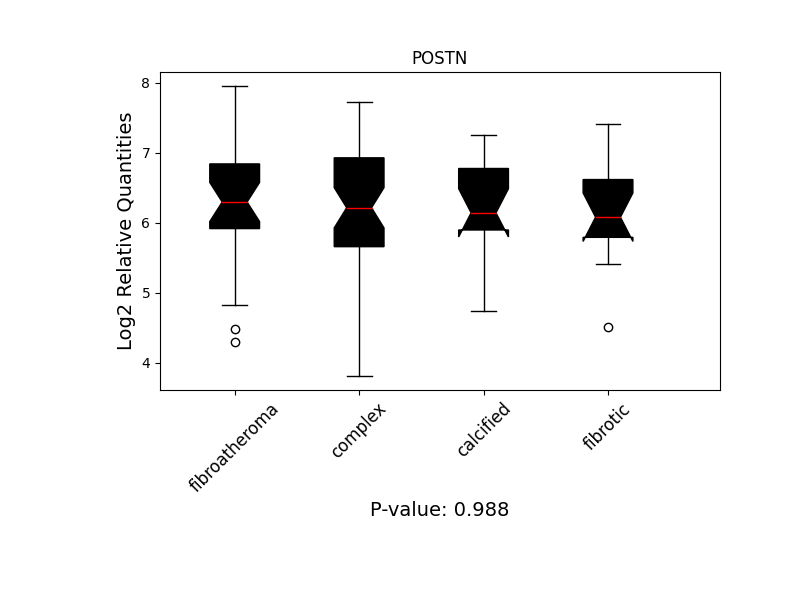 POSTN
Log2 Relative Quantities
8
7
6
5
4
fibroatheroma
complex
calcified
fibrotic
P-value: 0.988